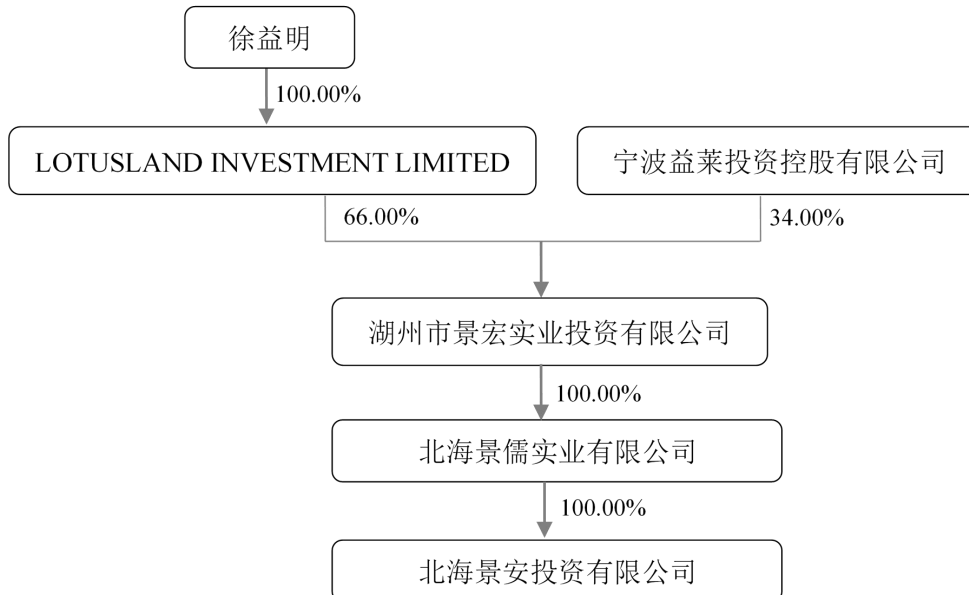 徐益明
100.00%
LOTUSLAND INVESTMENT LIMITED
宁波益莱投资控股有限公司
66.00%
34.00%
湖州市景宏实业投资有限公司
100.00%
北海景儒实业有限公司
100.00%
北海景安投资有限公司